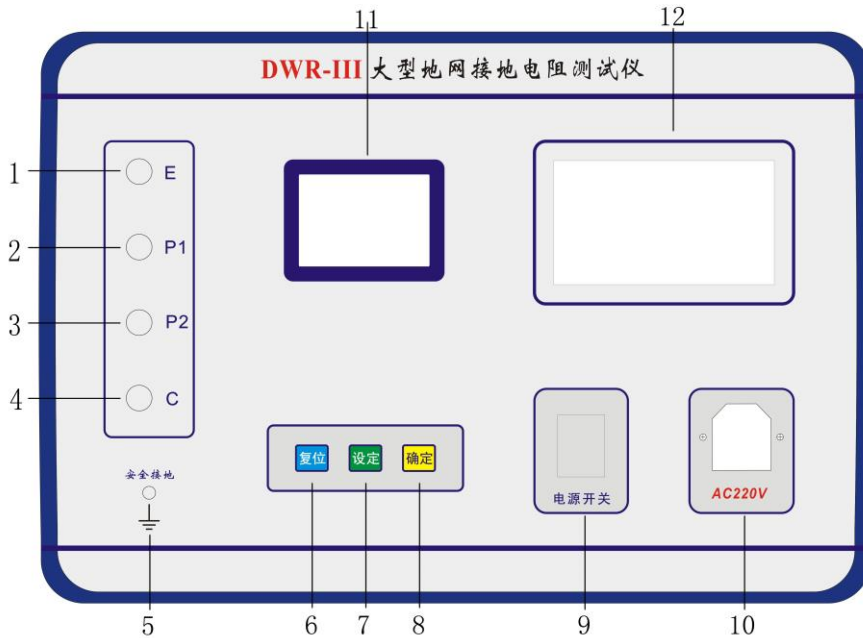 11 12
DWR-III 大型地网接地电阻测试仪
1 E
2 P1
3 P2
4 C
安全接地
复位 设定 确定
电源开关
AC220V
5 6 7 8 9 10